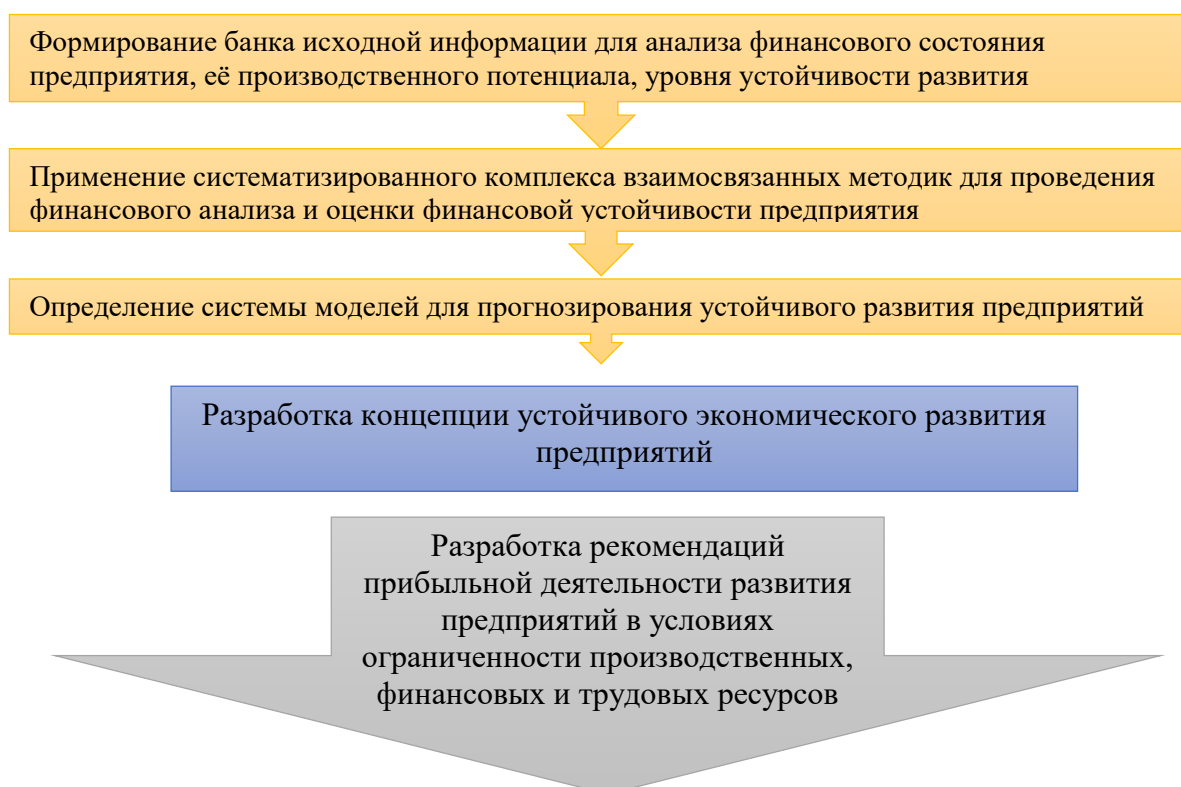 Формирование банка исходной информации для анализа финансового состояния
предприятия, её производственного потенциала, уровня устойчивости развития
Применение систематизированного комплекса взаимосвязанных методик для проведения
финансового анализа и оценки финансовой устойчивости предприятия
Определение системы моделей для прогнозирования устойчивого развития предприятий
Разработка концепции устойчивого экономического развития
предприятий
Разработка рекомендаций
прибыльной деятельности развития
предприятий в условиях
ограниченности производственных,
финансовых и трудовых ресурсов